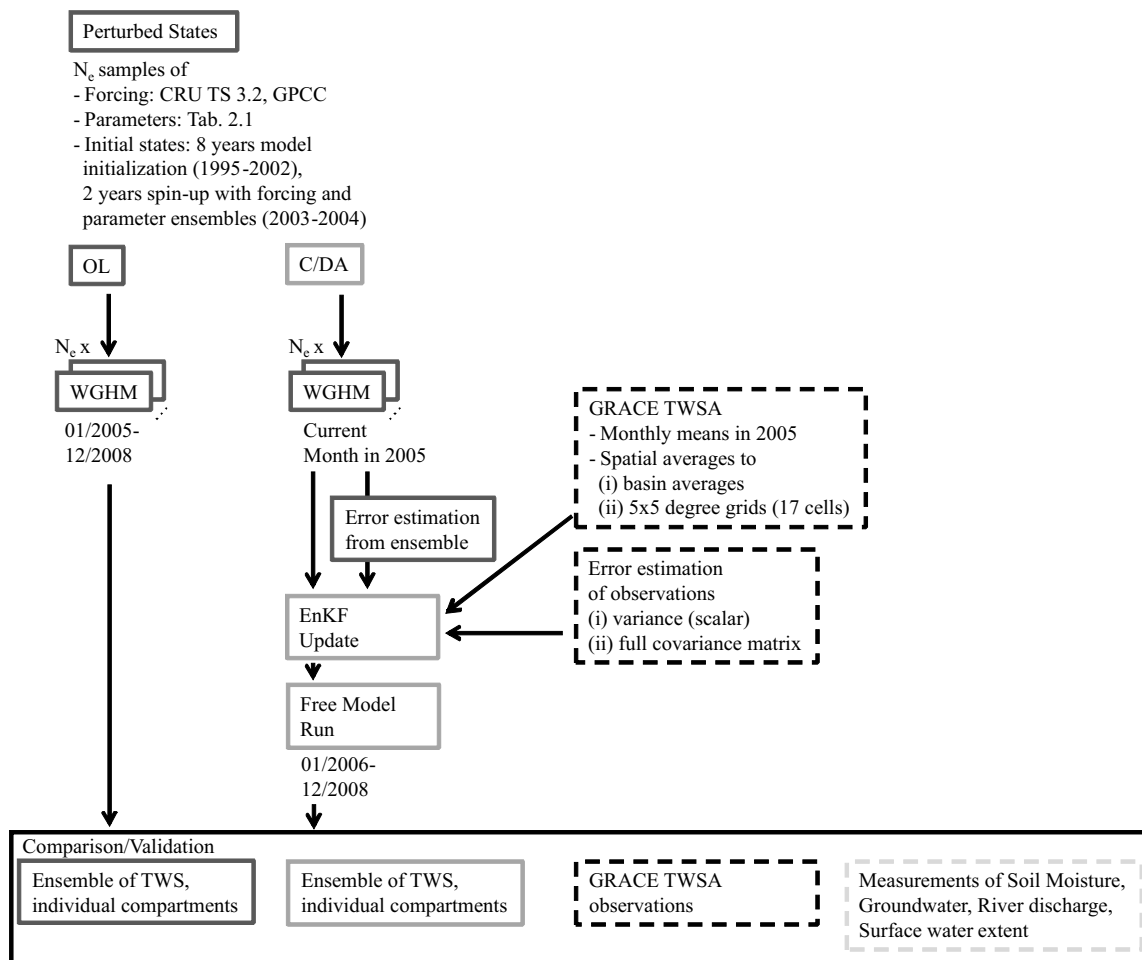 Perturbed States
Ne samples of
- Forcing: CRU TS 3.2, GPCC
- Parameters: Tab. 2.1
- Initial states: 8 years model
initialization (1995-2002),
2 years spin-up with forcing and
parameter ensembles (2003-2004)
OL
C/DA
Ne x
WGHM
01/2005-
12/2008
Ne x
WGHM
Current
Month in 2005
Error estimation
from ensemble
GRACE TWSA
- Monthly means in 2005
- Spatial averages to
(i) basin averages
(ii) 5x5 degree grids (17 cells)
Error estimation
of observations
(i) variance (scalar)
(ii) full covariance matrix
EnKF
Update
Free Model
Run
01/2006-
12/2008
Comparison/Validation
Ensemble of TWS,
individual compartments
Ensemble of TWS,
individual compartments
GRACE TWSA
observations
Measurements of Soil Moisture,
Groundwater, River discharge,
Surface water extent